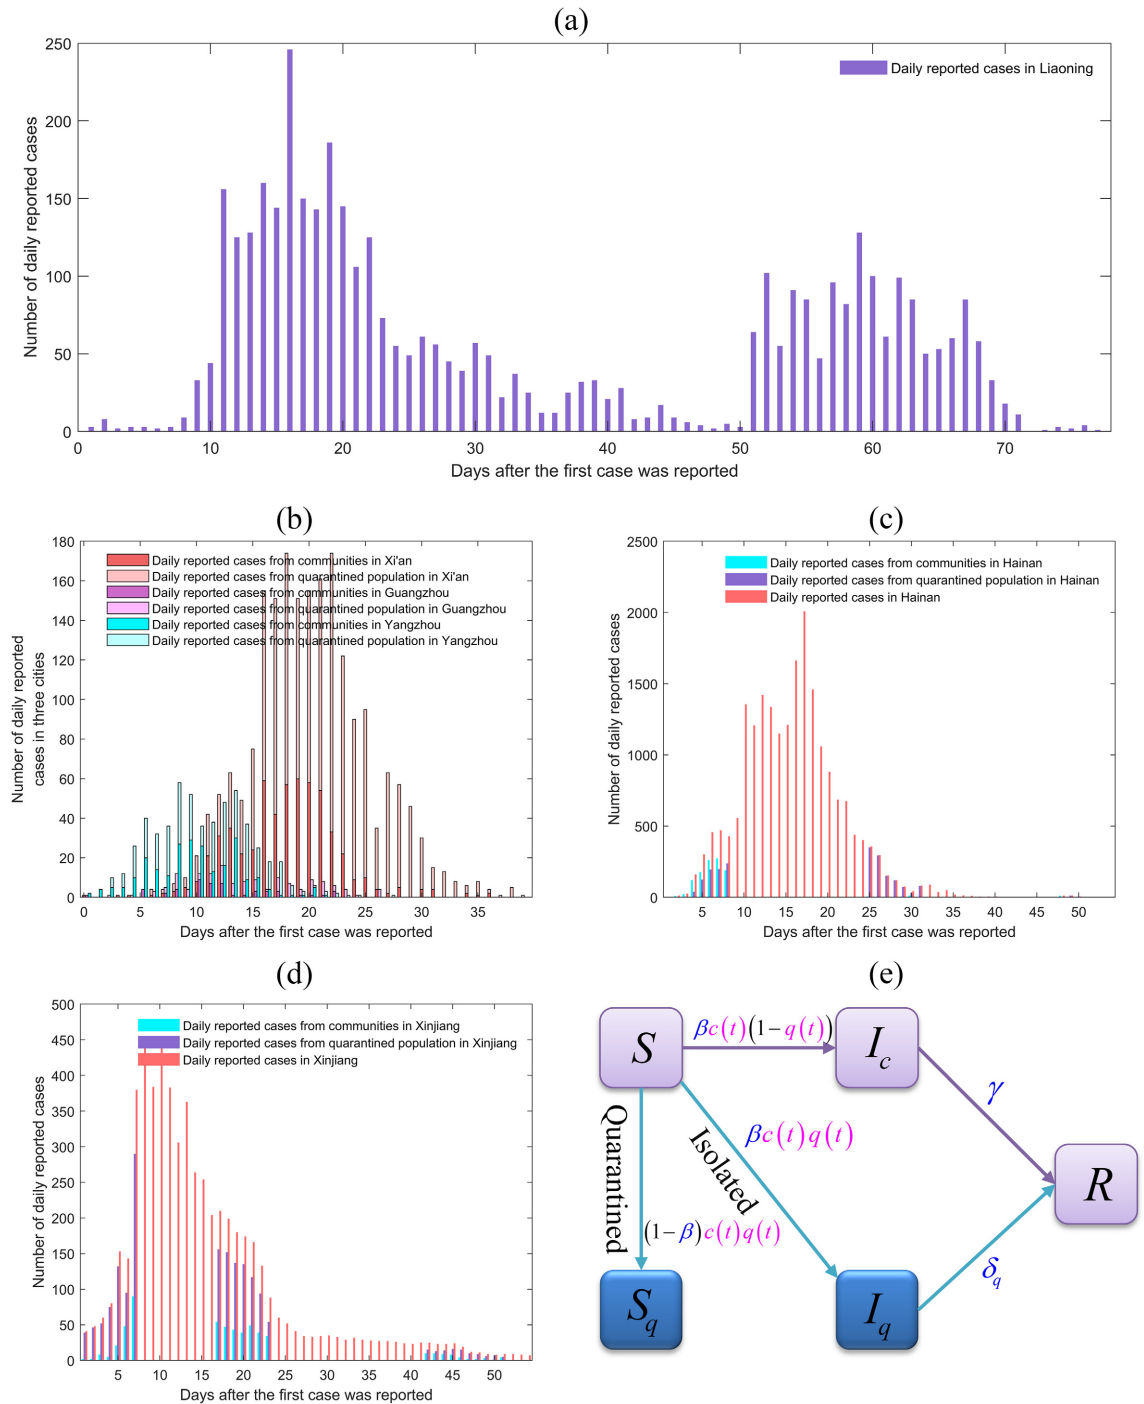 (a)
250
200
150
100
50
0
Number of daily reported cases
Daily reported cases in Liaoning
0 10 20 30 40 50 60 70
Days after the first case was reported
(b)
180
160
140
120
100
80
60
40
20
0
Number of daily reported
cases in three cities
Daily reported cases from communities in Xi'an
Daily reported cases from quarantined population in Xi'an
Daily reported cases from communities in Guangzhou
Daily reported cases from quarantined population in Guangzhou
Daily reported cases from communities in Yangzhou
Daily reported cases from quarantined population in Yangzhou
0 5 10 15 20 25 30 35
Days after the first case was reported
(c)
2500
2000
1500
1000
500
0
Number of daily reported cases
Daily reported cases from communities in Hainan
Daily reported cases from quarantined population in Hainan
Daily reported cases in Hainan
5 10 15 20 25 30 35 40 45 50
Days after the first case was reported
(d)
500
450
400
350
300
250
200
150
100
50
0
Number of daily reported cases
Daily reported cases from communities in Xinjiang
Daily reported cases from quarantined population in Xinjiang
Daily reported cases in Xinjiang
5 10 15 20 25 30 35 40 45 50
Days after the first case was reported
(e)
S
βc(t)(1−q(t))
I_c
γ
βc(t)q(t)
Quarantined
Isolated
R
(1−β)c(t)q(t)
δ_q
S_q
I_q